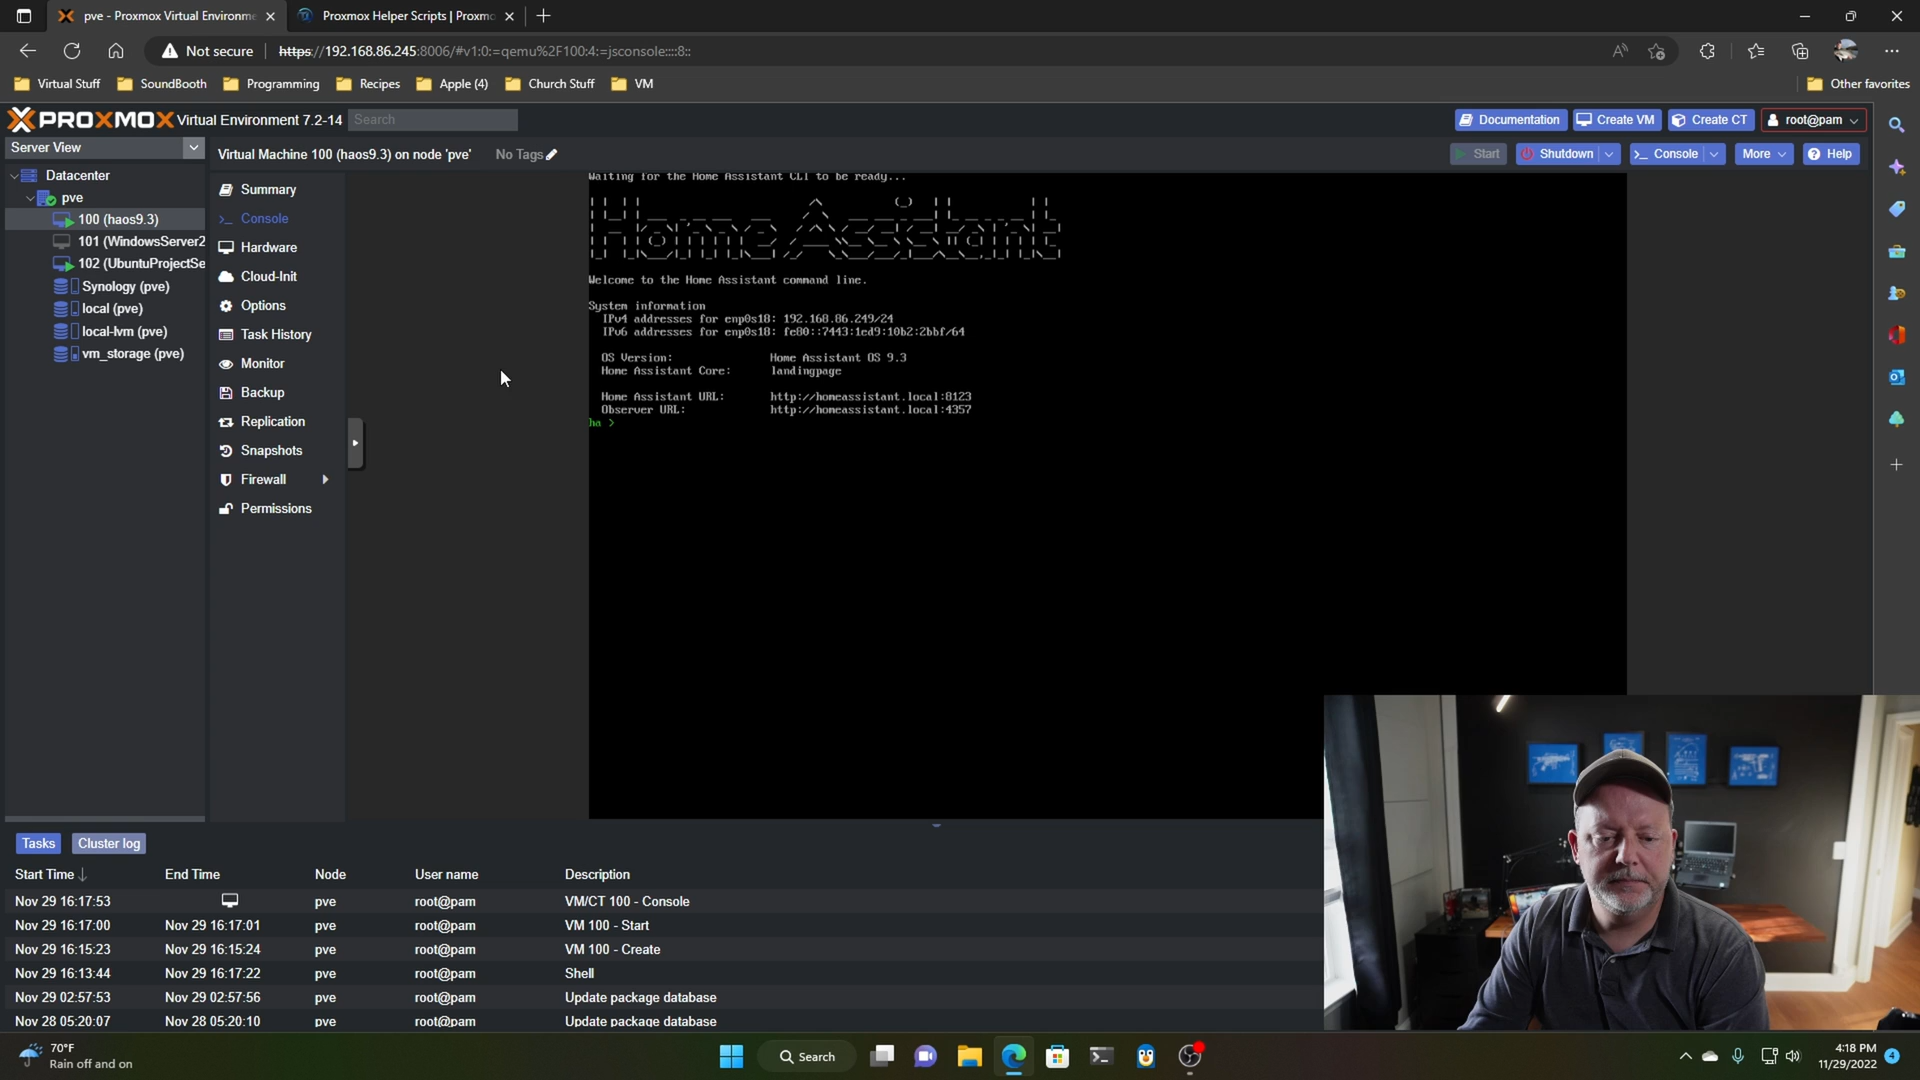 pve - Proxmox Virtual Environme
Proxmox Helper Scripts | Proxmo
Not secure
https://192.168.86.245:8006/#v1:0:=qemu%2F100:4:=jsconsole::::8::
Virtual Stuff
SoundBooth
Programming
Recipes
Apple (4)
Church Stuff
VM
Other favorites
PROXMOX Virtual Environment 7.2-14
Search
Documentation
Create VM
Create CT
root@pam
Server View
Virtual Machine 100 (haos9.3) on node 'pve'
No Tags
Start
Shutdown
Console
More
Help
Datacenter
pve
100 (haos9.3)
101 (WindowsServer2
102 (UbuntuProjectSe
Synology (pve)
local (pve)
local-lvm (pve)
vm_storage (pve)
Summary
Console
Hardware
Cloud-Init
Options
Task History
Monitor
Backup
Replication
Snapshots
Firewall
Permissions
Waiting for the Home Assistant CLI to be ready...
Home Assistant
Welcome to the Home Assistant command line.
System information
IPv4 addresses for enp0s18: 192.168.86.249/24
IPv6 addresses for enp0s18: fe80::7443:1ed9:10b2:2bbf/64
OS Version: Home Assistant OS 9.3
Home Assistant Core: landingpage
Home Assistant URL: http://homeassistant.local:8123
Observer URL: http://homeassistant.local:4357
ha >
Tasks
Cluster log
Start Time End Time Node User name Description
Nov 29 16:17:53 pve root@pam VM/CT 100 - Console
Nov 29 16:17:00 Nov 29 16:17:01 pve root@pam VM 100 - Start
Nov 29 16:15:23 Nov 29 16:15:24 pve root@pam VM 100 - Create
Nov 29 16:13:44 Nov 29 16:17:22 pve root@pam Shell
Nov 29 02:57:53 Nov 29 02:57:56 pve root@pam Update package database
Nov 28 05:20:07 Nov 28 05:20:10 pve root@pam Update package database
70°F
Rain off and on
Search
4:18 PM
11/29/2022
4